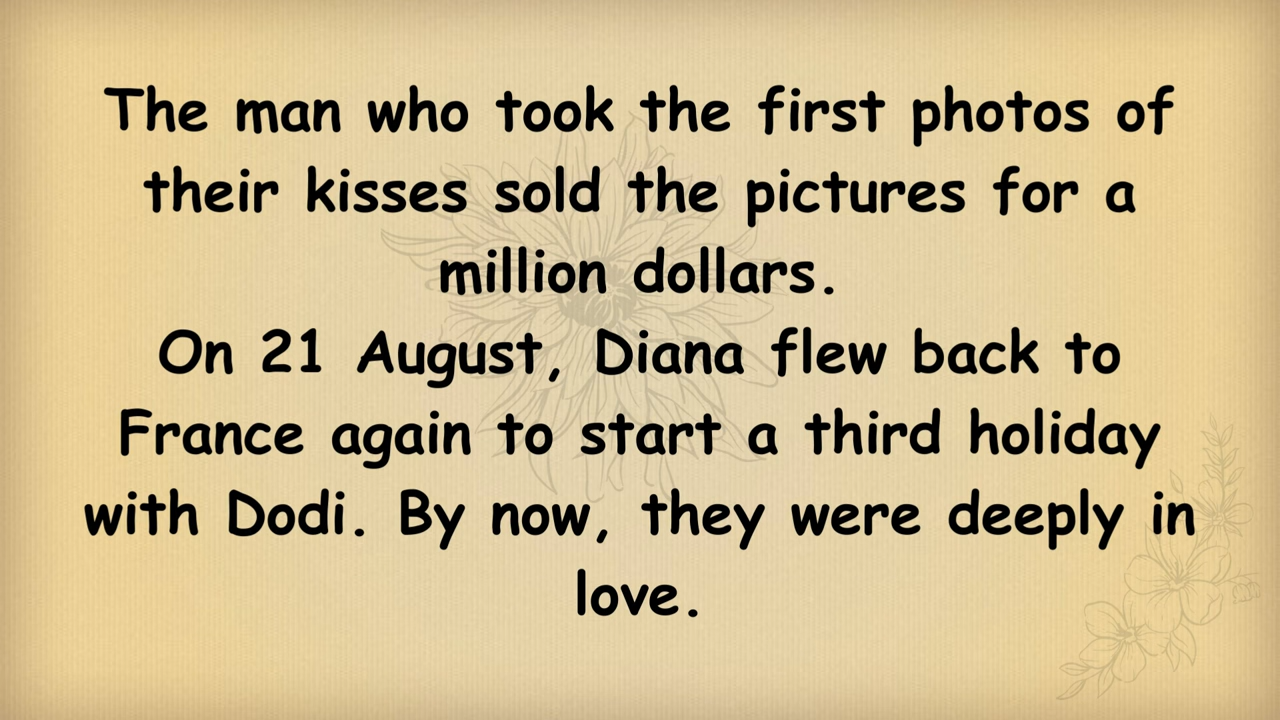 The man who took the first photos of
their kisses sold the pictures for a
million dollars.
On 21 August, Diana flew back to
France again to start a third holiday
with Dodi. By now, they were deeply in
love.